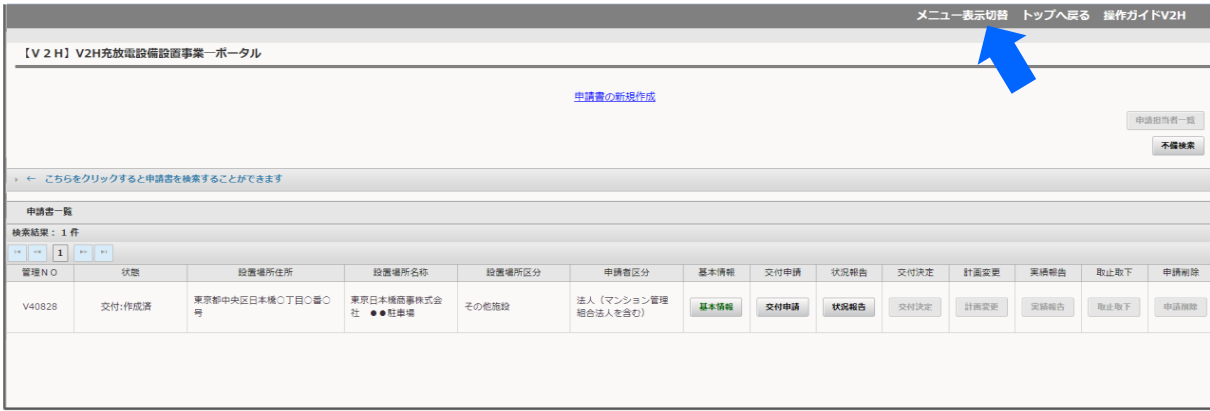 メニュー表示切替 トップへ戻る 操作ガイドV2H
【V２H】V2H充放電設備設置事業―ポータル
申請書の新規作成
申請担当者一覧
不備検索
← こちらをクリックすると申請書を検索することができます
申請書一覧
検索結果： 1 件
1
管理NO 状態 設置場所住所 設置場所名称 設置場所区分 申請者区分 基本情報 交付申請 状況報告 交付決定 計画変更 実績報告 取止取下 申請削除
V40828 交付:作成済 東京都中央区日本橋○丁目○番○号 東京日本橋商事株式会社 ●●駐車場 その他施設 法人（マンション管理組合法人を含む） 基本情報 交付申請 状況報告 交付決定 計画変更 実績報告 取止取下 申請削除